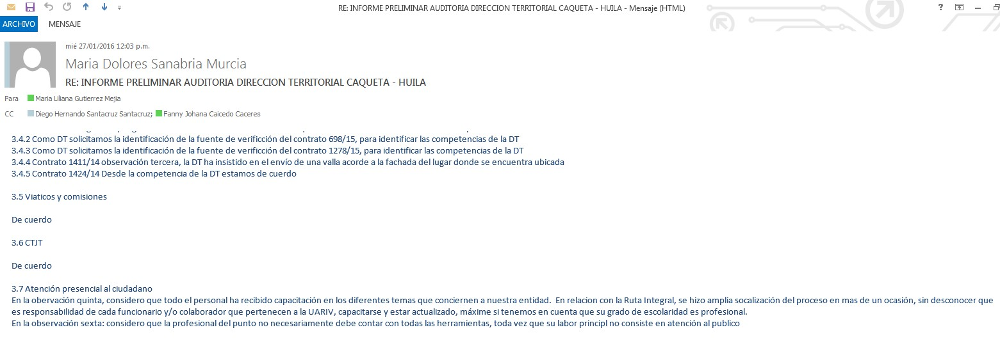 RE: INFORME PRELIMINAR AUDITORIA DIRECCION TERRITORIAL CAQUETA - HUILA - Mensaje (HTML)
?
ARCHIVO MENSAJE
mié 27/01/2016 12:03 p.m.
Maria Dolores Sanabria Murcia
RE: INFORME PRELIMINAR AUDITORIA DIRECCION TERRITORIAL CAQUETA - HUILA
Para Maria Liliana Gutierrez Mejia
CC Diego Hernando Santacruz Santacruz; Fanny Johana Caicedo Caceres
3.4.2 Como DT solicitamos la identificación de la fuente de verificción del contrato 698/15, para identificar las competencias de la DT
3.4.3 Como DT solicitamos la identificación de la fuente de verificción del contrato 1278/15, para identificar las competencias de la DT
3.4.4 Contrato 1411/14 observación tercera, la DT ha insistido en el envío de una valla acorde a la fachada del lugar donde se encuentra ubicada
3.4.5 Contrato 1424/14 Desde la competencia de la DT estamos de cuerdo
3.5 Viaticos y comisiones
De cuerdo
3.6 CTJT
De cuerdo
3.7 Atención presencial al ciudadano
En la obervación quinta, considero que todo el personal ha recibido capacitación en los diferentes temas que conciernen a nuestra entidad. En relacion con la Ruta Integral, se hizo amplia socalización del proceso en mas de un ocasión, sin desconocer que
es responsabilidad de cada funcionario y/o colaborador que pertenecen a la UARIV, capacitarse y estar actualizado, máxime si tenemos en cuenta que su grado de escolaridad es profesional.
En la observación sexta: considero que la profesional del punto no necesariamente debe contar con todas las herramientas, toda vez que su labor principl no consiste en atención al publico